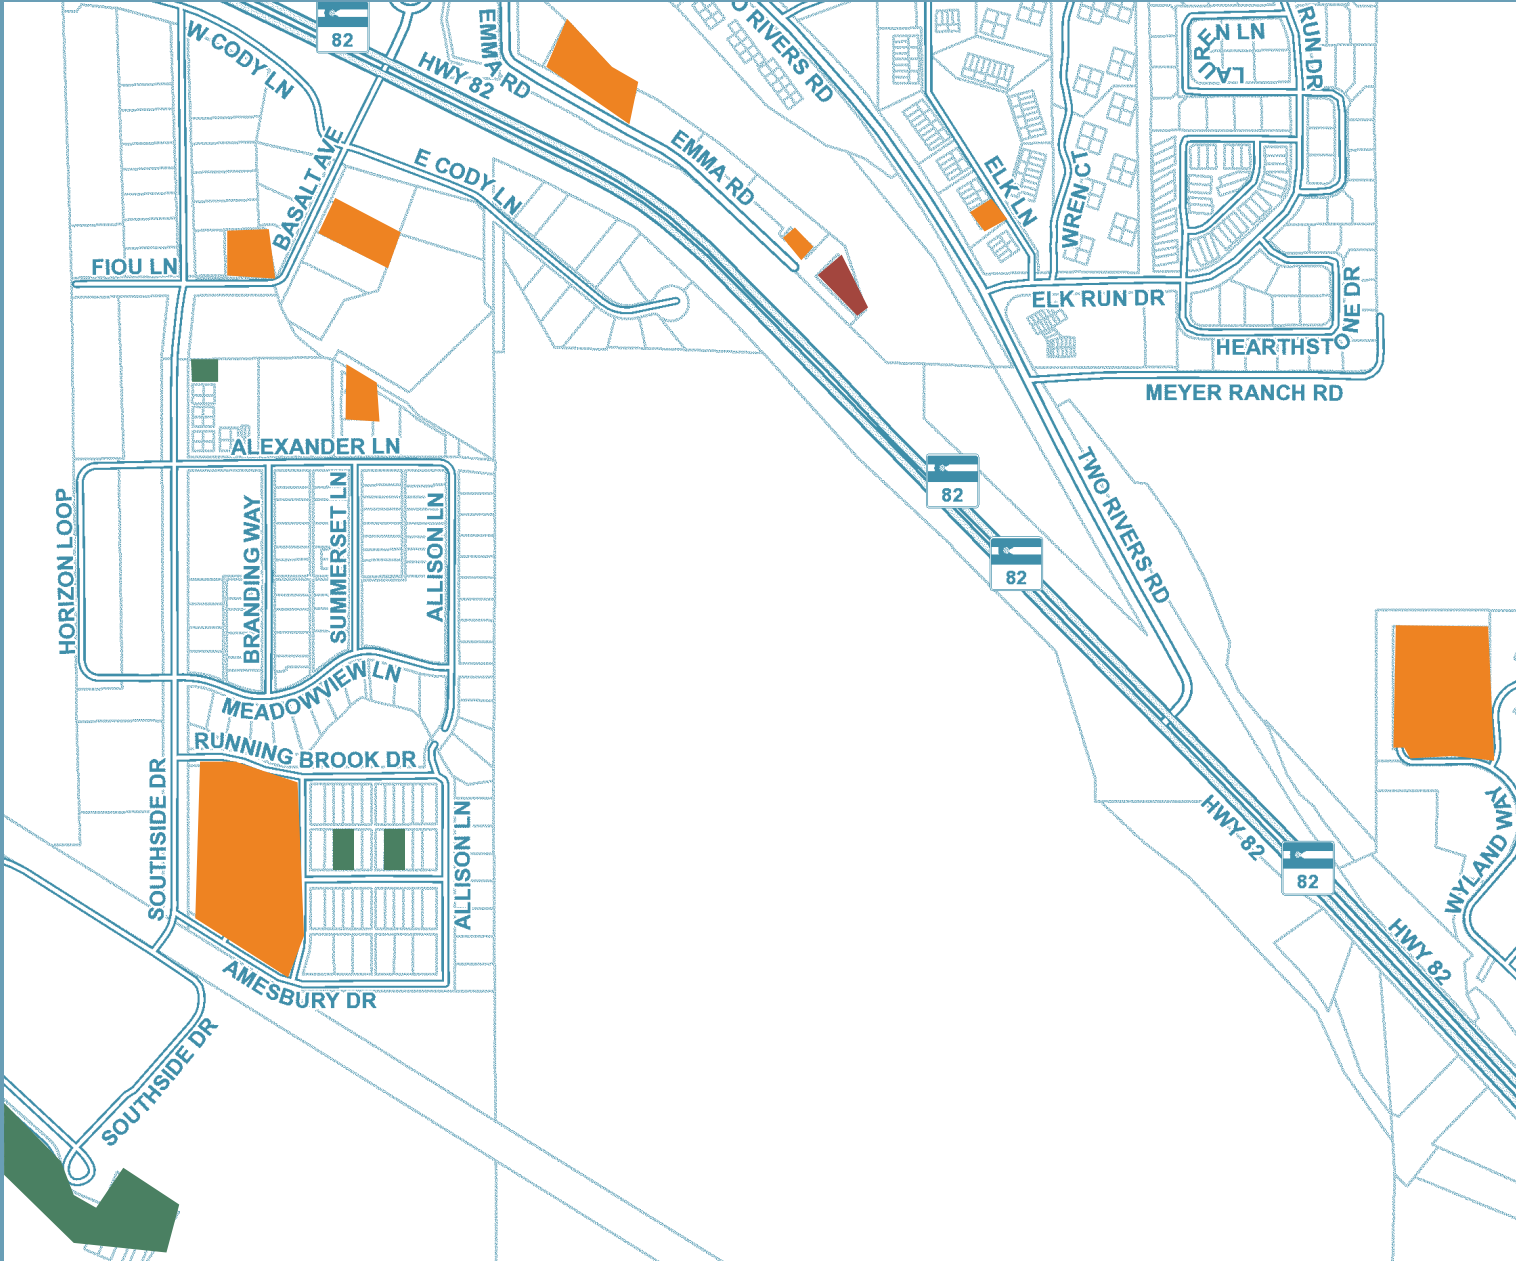 82
W CODY LN
HWY 82
EMMA RD
O RIVERS RD
LAUREN LN
RUN DR
BASALT AVE
E CODY LN
EMMA RD
ELK LN
WREN CT
FIOU LN
ELK RUN DR
HEARTHSTONE DR
MEYER RANCH RD
ALEXANDER LN
HORIZON LOOP
BRANDING WAY
SUMMERSET LN
ALLISON LN
82
82
TWO RIVERS RD
MEADOWVIEW LN
RUNNING BROOK DR
SOUTHSIDE DR
ALLISON LN
HWY 82
82
WYLAND WAY
HWY 82
AMESBURY DR
SOUTHSIDE DR